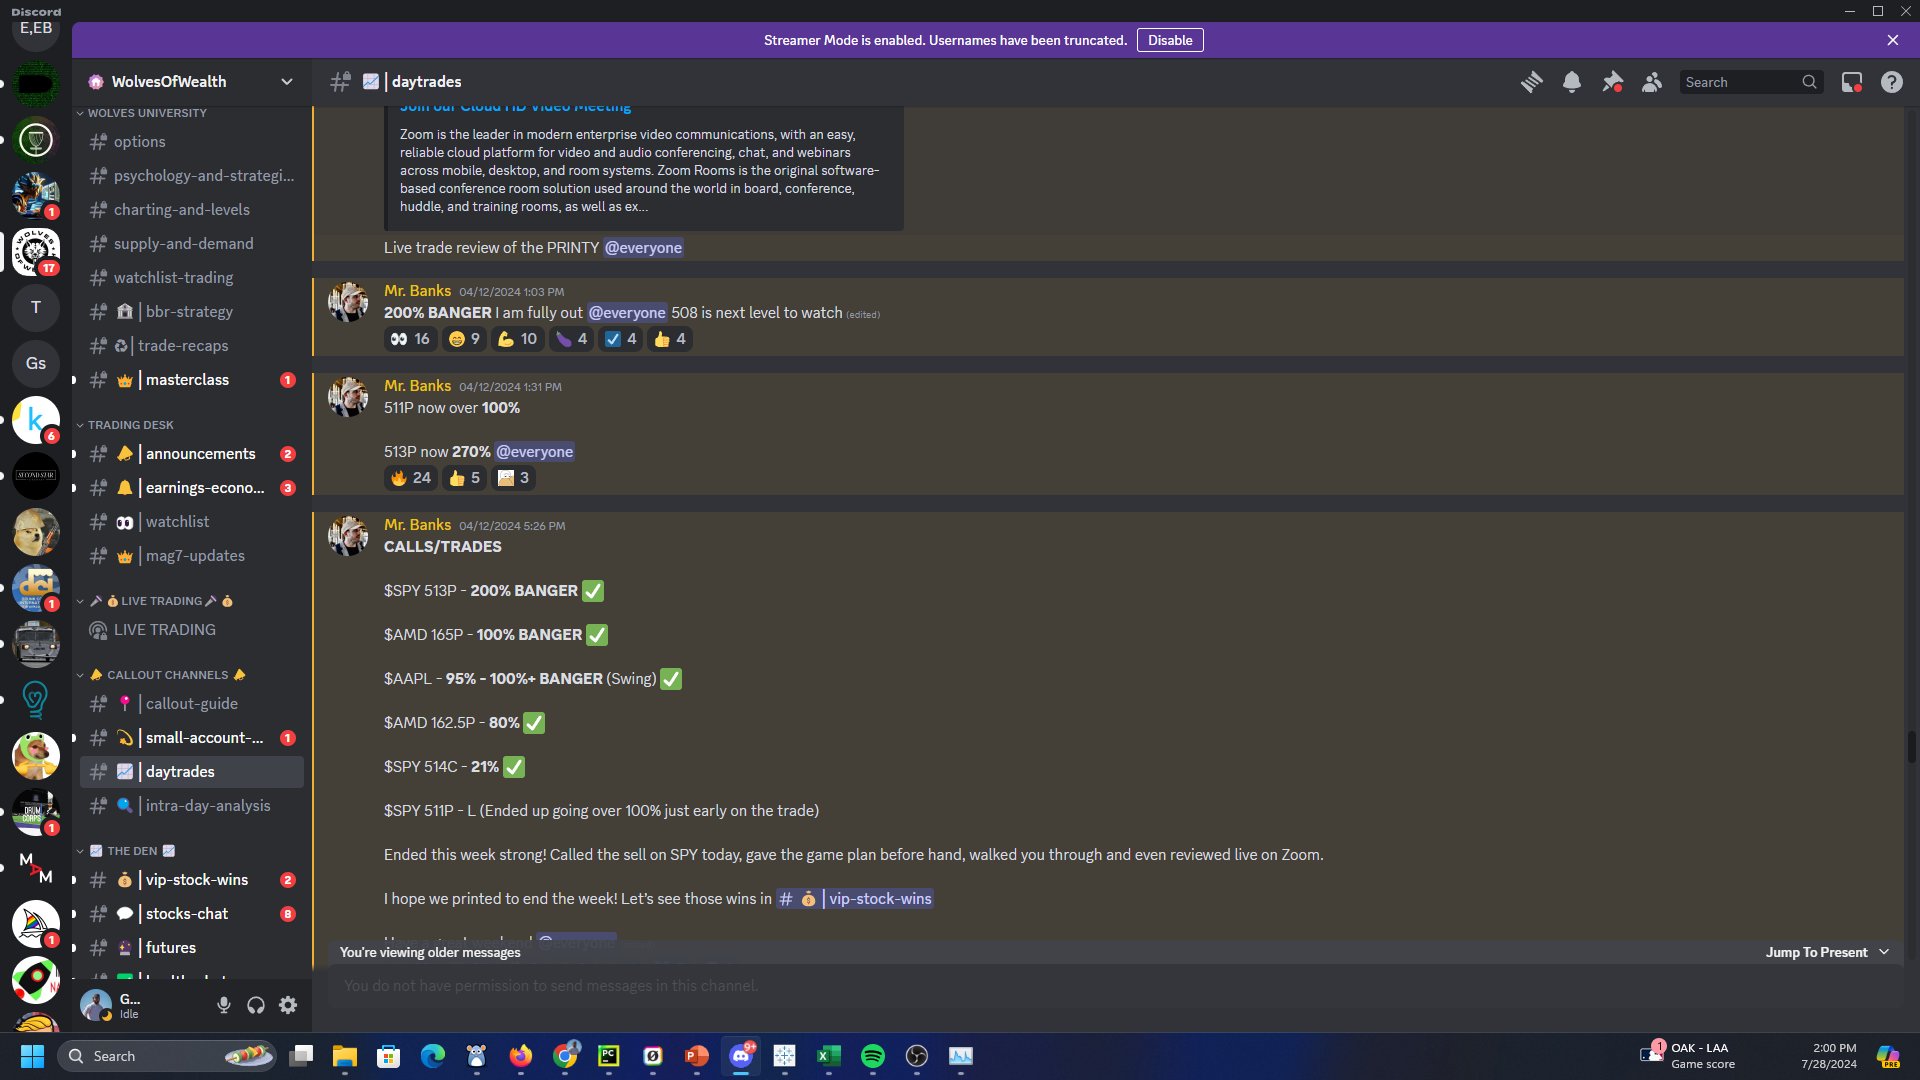 Discord
E,EB
Streamer Mode is enabled. Usernames have been truncated.
Disable
WolvesOfWealth
| daytrades
Search
WOLVES UNIVERSITY
options
psychology-and-strategi...
charting-and-levels
supply-and-demand
watchlist-trading
| bbr-strategy
| trade-recaps
| masterclass
1
TRADING DESK
| announcements
2
| earnings-econo...
3
| watchlist
| mag7-updates
LIVE TRADING
LIVE TRADING
CALLOUT CHANNELS
| callout-guide
| small-account-...
1
| daytrades
| intra-day-analysis
THE DEN
| vip-stock-wins
2
| stocks-chat
8
| futures
1
17
T
Gs
k
6
1
DRUM CORPS
1
M A M
1
G...
Idle
Join our Cloud HD Video Meeting
Zoom is the leader in modern enterprise video communications, with an easy,
reliable cloud platform for video and audio conferencing, chat, and webinars
across mobile, desktop, and room systems. Zoom Rooms is the original software-
based conference room solution used around the world in board, conference,
huddle, and training rooms, as well as ex...
Live trade review of the PRINTY @everyone
Mr. Banks 04/12/2024 1:03 PM
200% BANGER I am fully out @everyone 508 is next level to watch (edited)
👀 16 😁 9 💪 10 🍆 4 ☑️ 4 👍 4
Mr. Banks 04/12/2024 1:31 PM
511P now over 100%
513P now 270% @everyone
🔥 24 👍 5 3
Mr. Banks 04/12/2024 5:26 PM
CALLS/TRADES
$SPY 513P - 200% BANGER ✅
$AMD 165P - 100% BANGER ✅
$AAPL - 95% - 100%+ BANGER (Swing) ✅
$AMD 162.5P - 80% ✅
$SPY 514C - 21% ✅
$SPY 511P - L (Ended up going over 100% just early on the trade)
Ended this week strong! Called the sell on SPY today, gave the game plan before hand, walked you through and even reviewed live on Zoom.
I hope we printed to end the week! Let's see those wins in # 💰 | vip-stock-wins
@everyone
You're viewing older messages
Jump To Present
You do not have permission to send messages in this channel.
Search
PC
9+
1
OAK - LAA
Game score
2:00 PM
7/28/2024
PRE